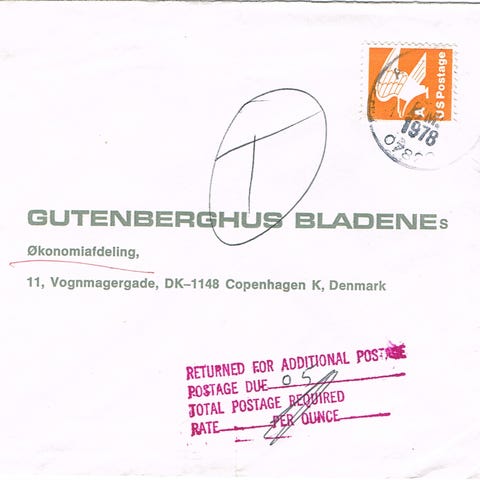 A US Postage
P.M.
1978
T
GUTENBERGHUS BLADENEs
Økonomiafdeling,
11, Vognmagergade, DK–1148 Copenhagen K, Denmark
RETURNED FOR ADDITIONAL POSTAGE
POSTAGE DUE 05
TOTAL POSTAGE REQUIRED
RATE PER OUNCE